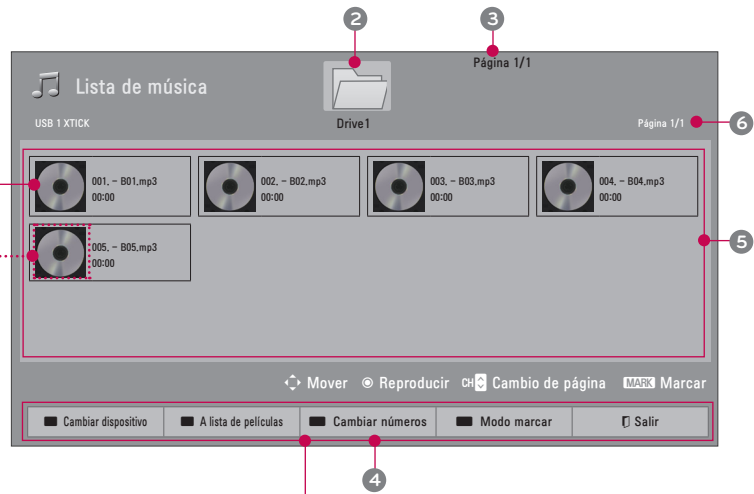 2
3
Página 1/1
Lista de música
USB 1 XTICK
Drive1
Página 1/1
6
001. - B01.mp3
00:00
002. - B02.mp3
00:00
003. - B03.mp3
00:00
004. - B04.mp3
00:00
5
005. - B05.mp3
00:00
Mover
Reproducir
CH
Cambio de página
MARK
Marcar
Cambiar dispositivo
A lista de películas
Cambiar números
Modo marcar
Salir
4